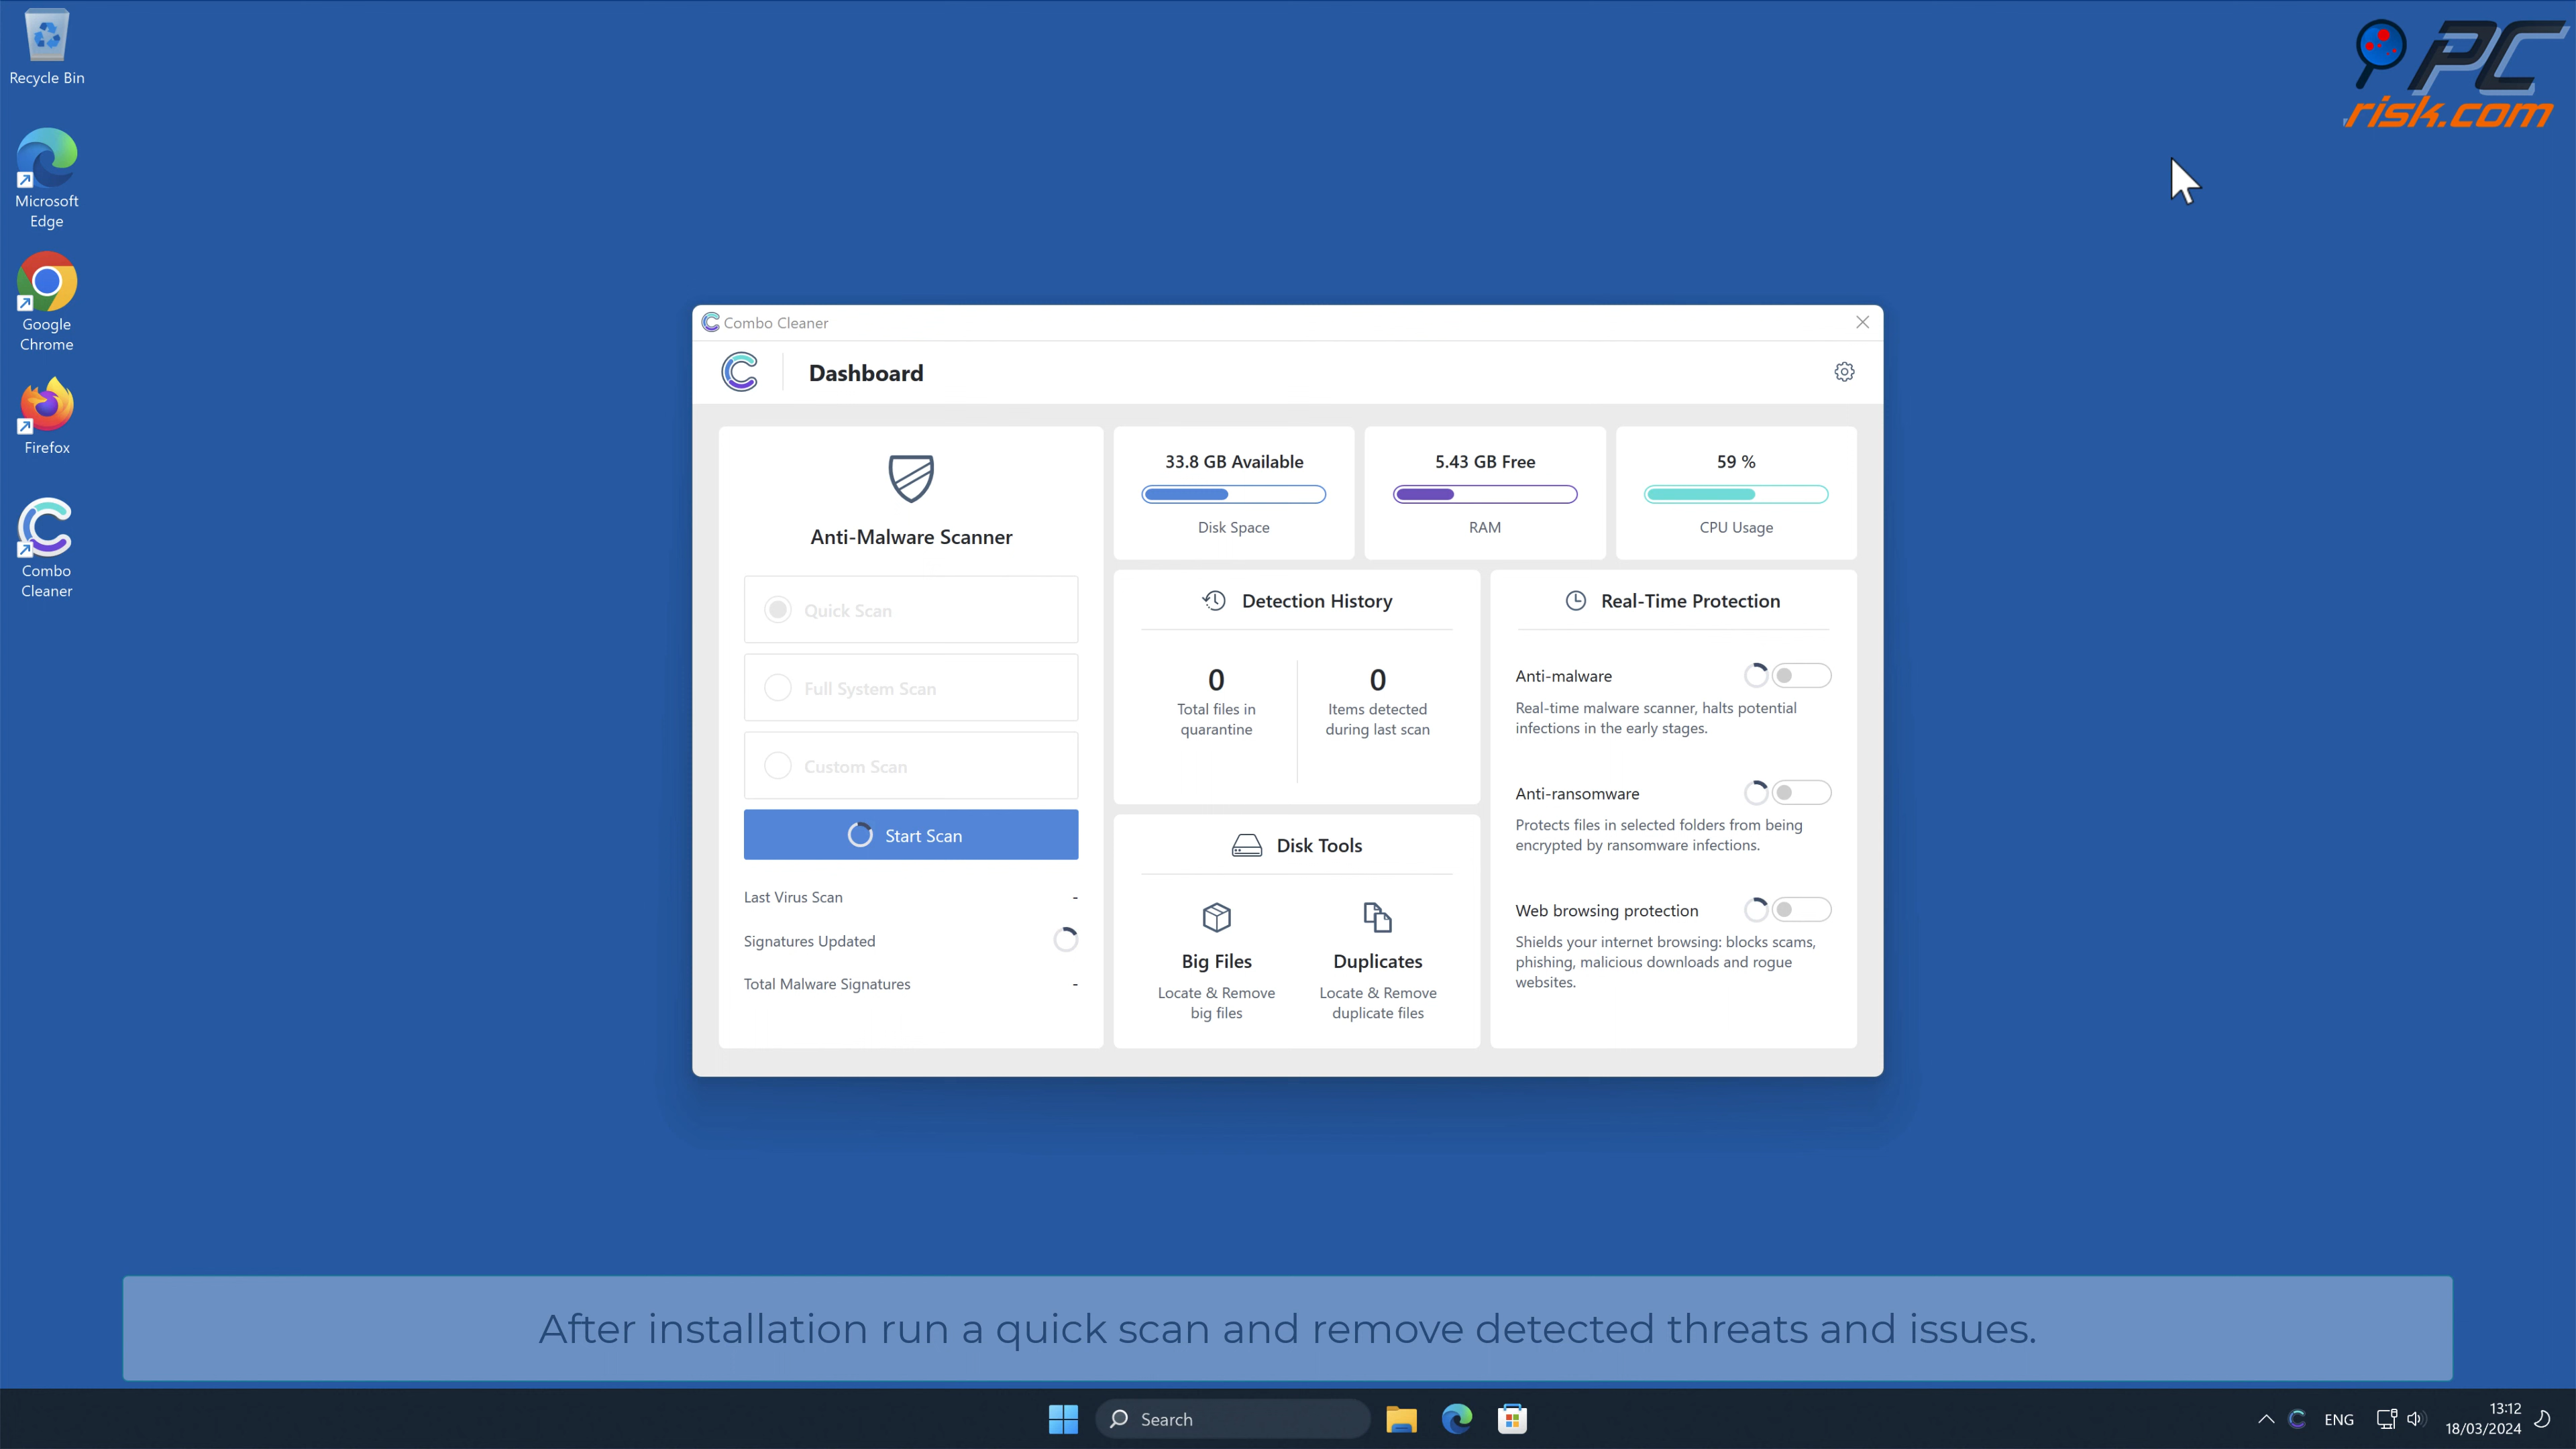 Recycle Bin
Microsoft
Edge
Google
Chrome
Firefox
Combo
Cleaner
PC
risk.com
Combo Cleaner
Dashboard
Anti-Malware Scanner
Quick Scan
Full System Scan
Custom Scan
Start Scan
Last Virus Scan -
Signatures Updated
Total Malware Signatures -
33.8 GB Available
Disk Space
5.43 GB Free
RAM
59 %
CPU Usage
Detection History
0
Total files in
quarantine
0
Items detected
during last scan
Disk Tools
Big Files
Locate & Remove
big files
Duplicates
Locate & Remove
duplicate files
Real-Time Protection
Anti-malware
Real-time malware scanner, halts potential
infections in the early stages.
Anti-ransomware
Protects files in selected folders from being
encrypted by ransomware infections.
Web browsing protection
Shields your internet browsing: blocks scams,
phishing, malicious downloads and rogue
websites.
After installation run a quick scan and remove detected threats and issues.
Search
ENG
13:12
18/03/2024